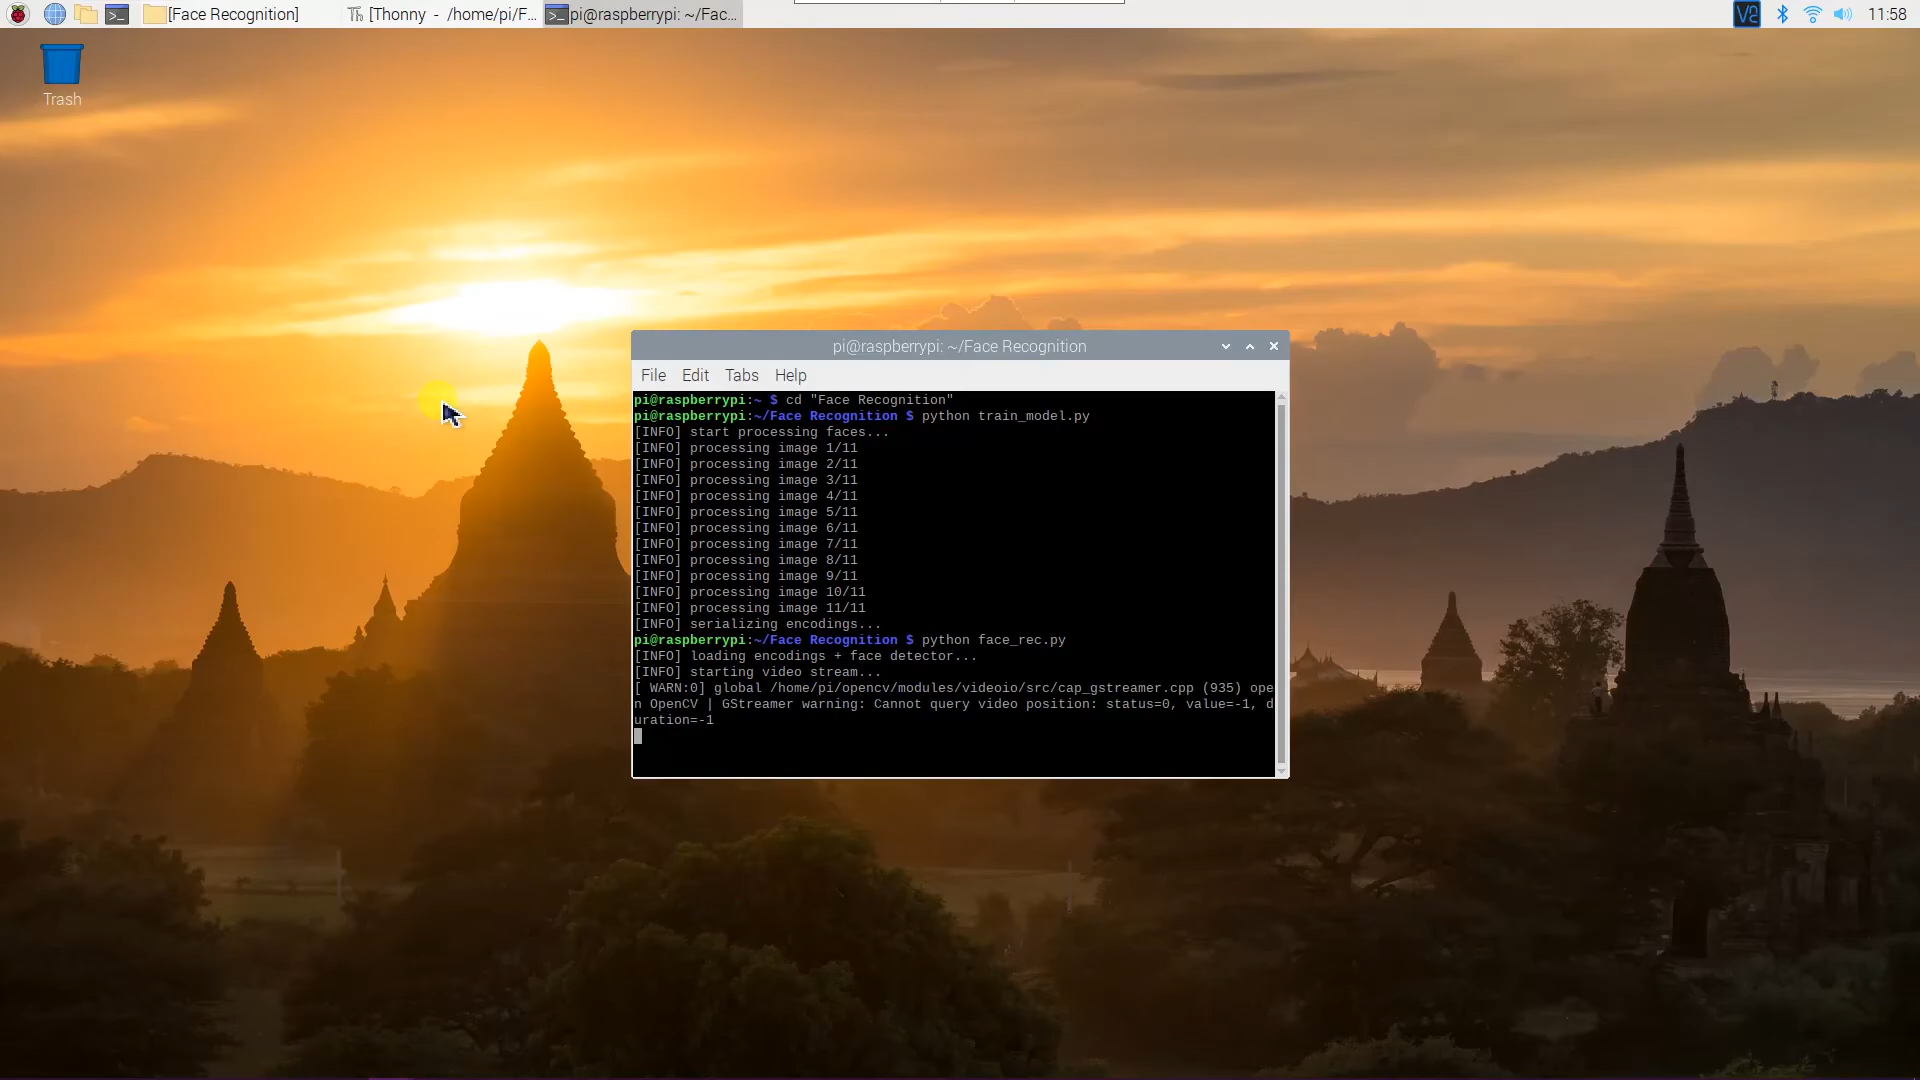 [Face Recognition]
[Thonny - /home/pi/F...
pi@raspberrypi: ~/Fac...
11:58
Trash
pi@raspberrypi: ~/Face Recognition
File Edit Tabs Help
pi@raspberrypi:~ $ cd "Face Recognition"
pi@raspberrypi:~/Face Recognition $ python train_model.py
[INFO] start processing faces...
[INFO] processing image 1/11
[INFO] processing image 2/11
[INFO] processing image 3/11
[INFO] processing image 4/11
[INFO] processing image 5/11
[INFO] processing image 6/11
[INFO] processing image 7/11
[INFO] processing image 8/11
[INFO] processing image 9/11
[INFO] processing image 10/11
[INFO] processing image 11/11
[INFO] serializing encodings...
pi@raspberrypi:~/Face Recognition $ python face_rec.py
[INFO] loading encodings + face detector...
[INFO] starting video stream...
[ WARN:0] global /home/pi/opencv/modules/videoio/src/cap_gstreamer.cpp (935) ope
n OpenCV | GStreamer warning: Cannot query video position: status=0, value=-1, d
uration=-1